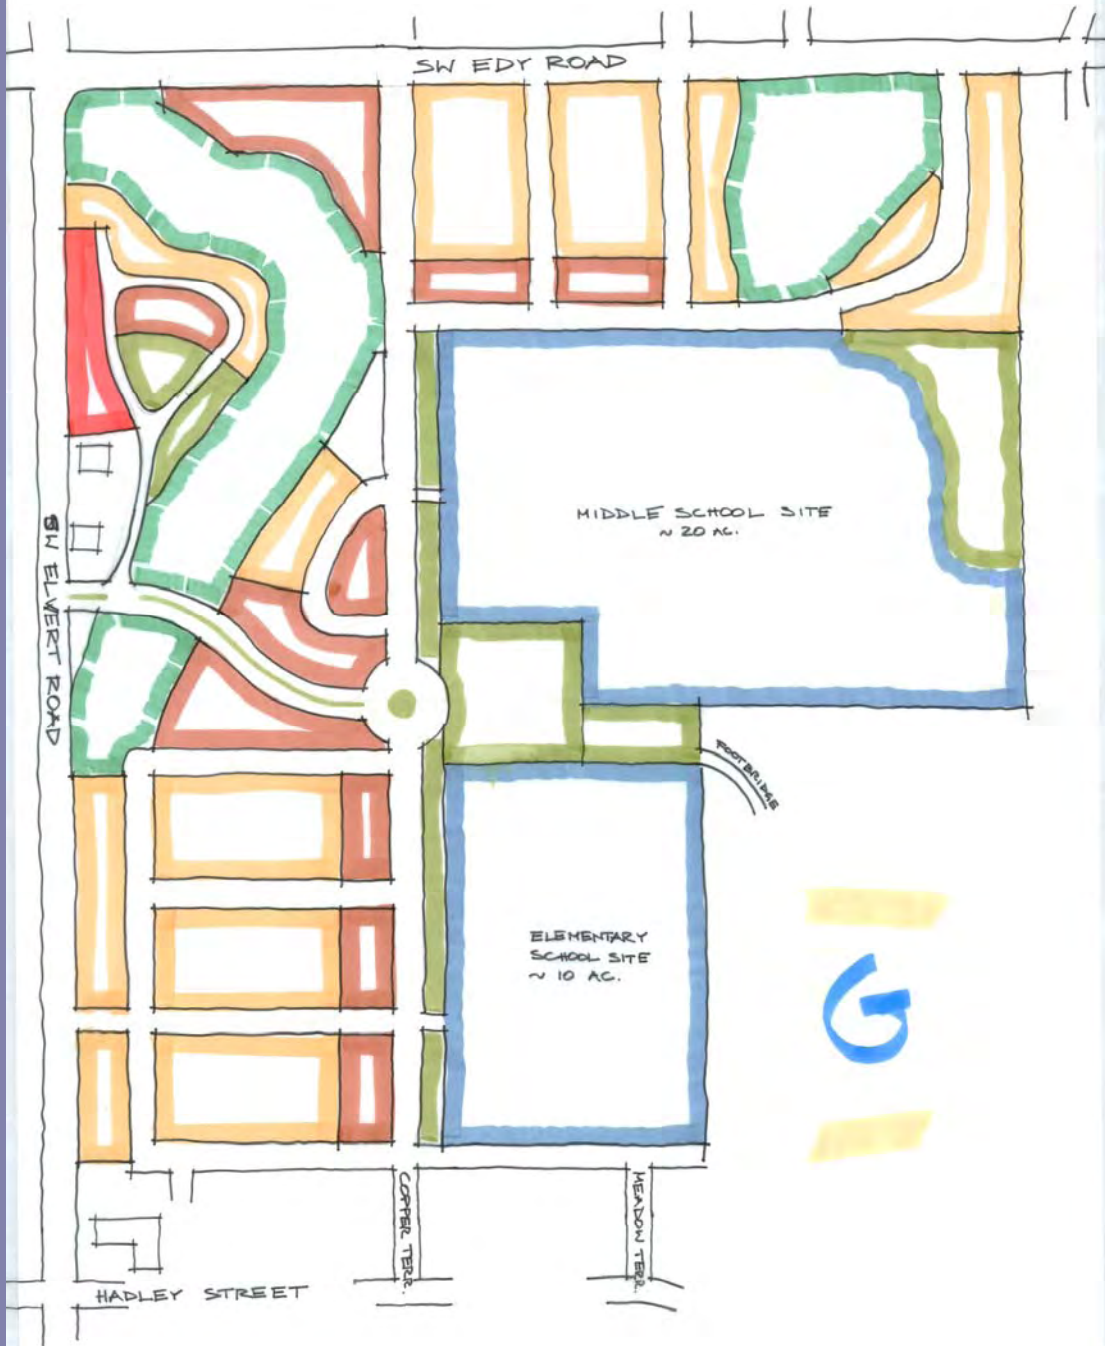 SW EDY ROAD
MIDDLE SCHOOL SITE
~ 20 AC.
SW ELVERT ROAD
FOOTBRIDGE
ELEMENTARY
SCHOOL SITE
~ 10 AC.
G
COPPER TERR.
MEADOW TERR.
HADLEY STREET